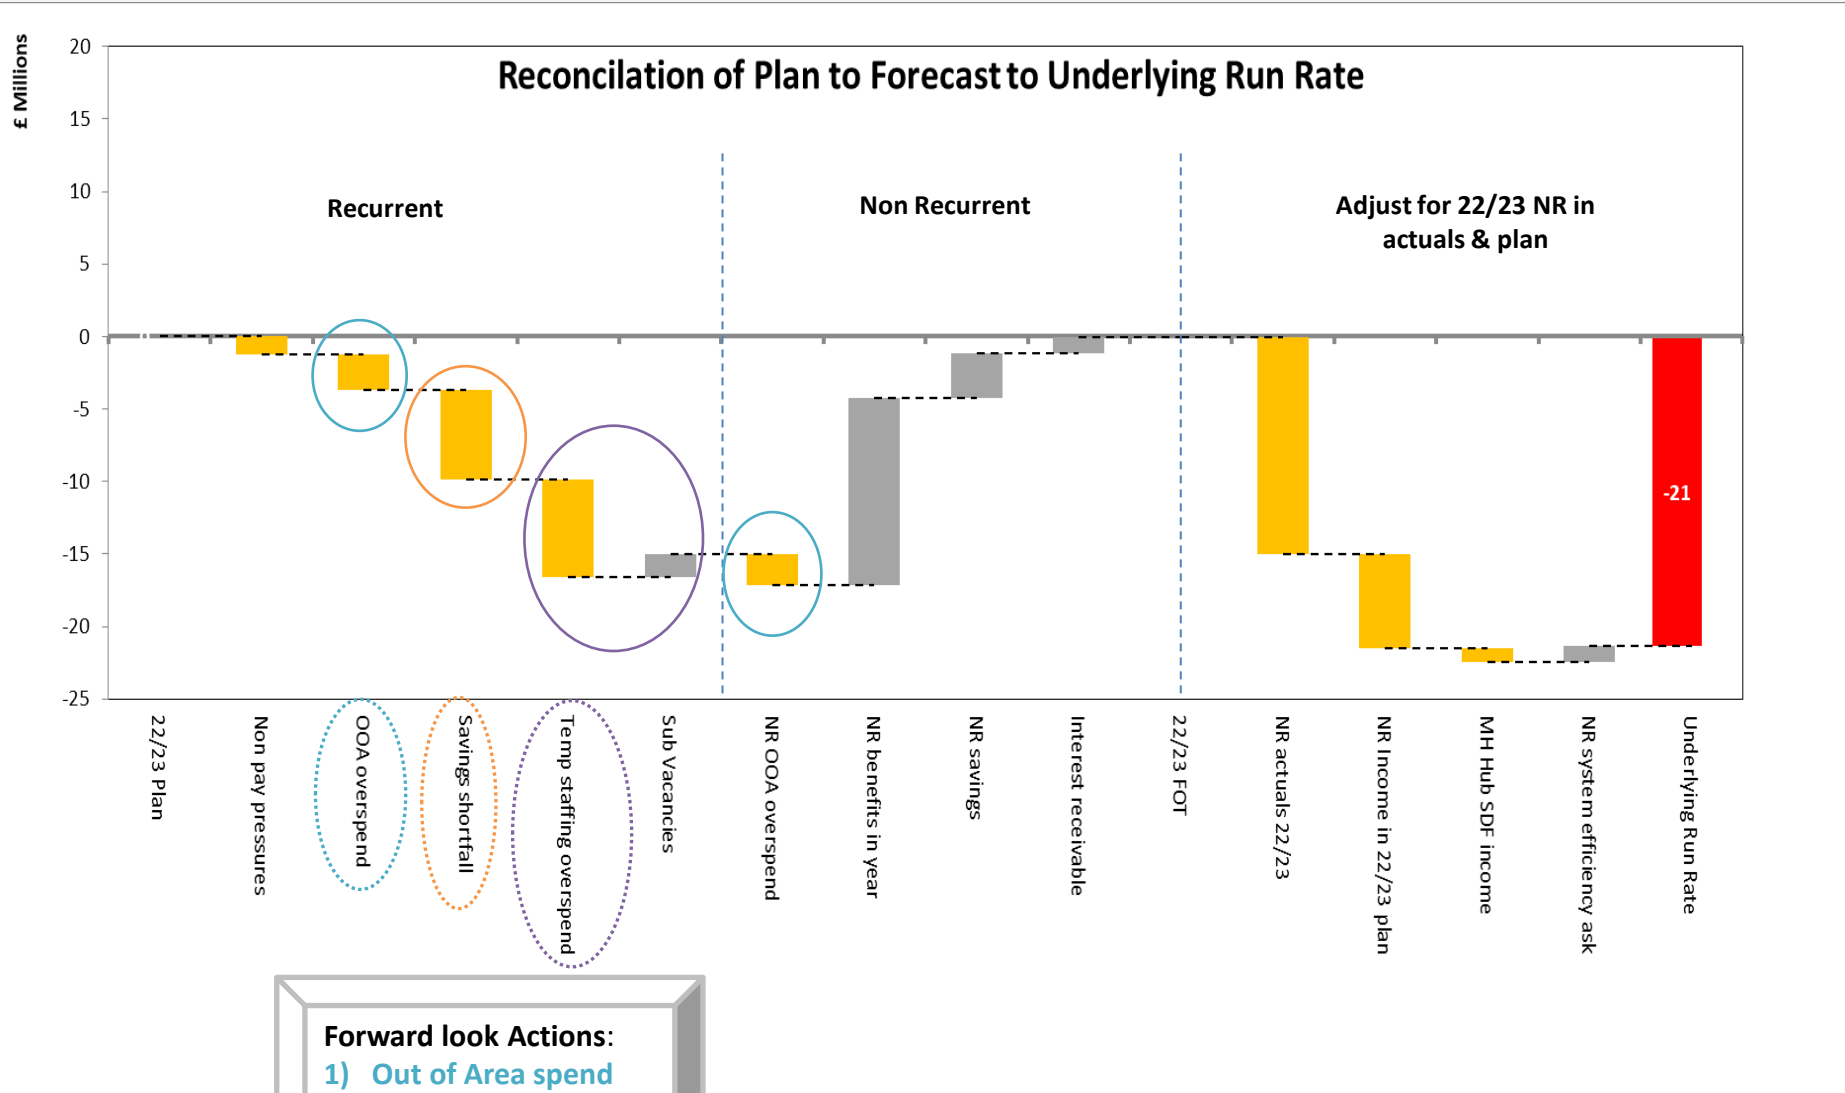 £ Millions
Reconcilation of Plan to Forecast to Underlying Run Rate
20
15
10
5
0
-5
-10
-15
-20
-25
Recurrent
Non Recurrent
Adjust for 22/23 NR in
actuals & plan
-21
22/23 Plan
Non pay pressures
OOA overspend
Savings shortfall
Temp staffing overspend
Sub Vacancies
NR OOA overspend
NR benefits in year
NR savings
Interest receivable
22/23 FOT
NR actuals 22/23
NR Income in 22/23 plan
MH Hub SDF income
NR system efficiency ask
Underlying Run Rate
Forward look Actions:
1) Out of Area spend